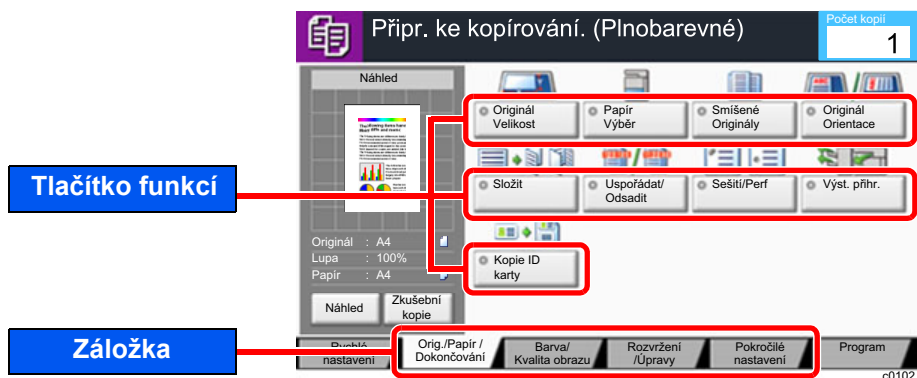 Připr. ke kopírování. (Plnobarevné)
Počet kopií
1
Náhled
Originál : A4
Lupa : 100%
Papír : A4
Náhled
Zkušební
kopie
Originál
Velikost
Papír
Výběr
Smíšené
Originály
Originál
Orientace
Složit
Uspořádat/
Odsadit
Sešití/Perf
Výst. přihr.
Kopie ID
karty
Tlačítko funkcí
Záložka
Rychlé
nastavení
Orig./Papír /
Dokončování
Barva/
Kvalita obrazu
Rozvržení
/Úpravy
Pokročilé
nastavení
Program
c0102